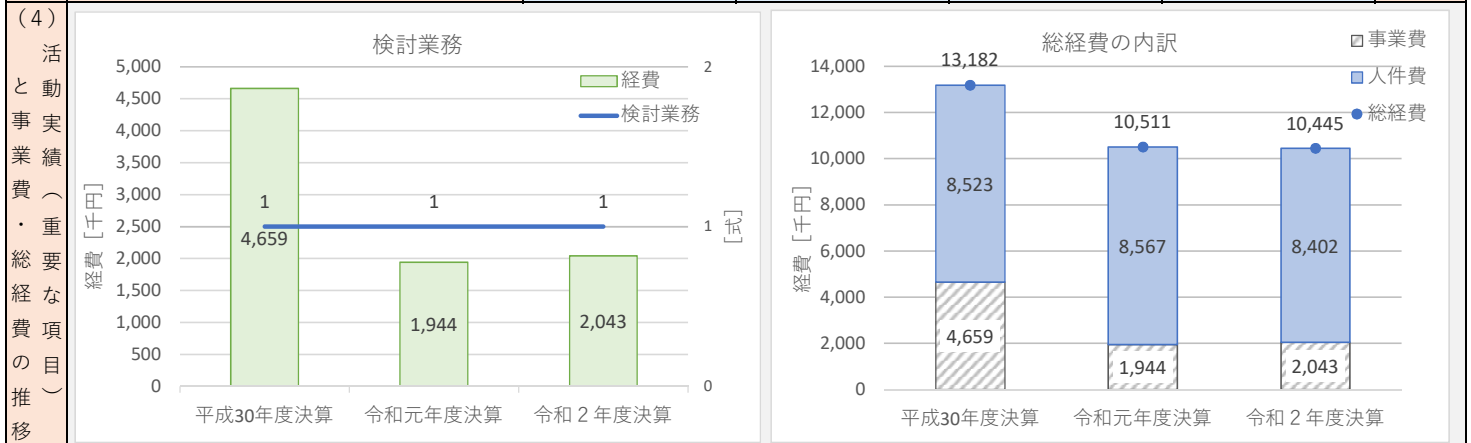 (4)
活動実績(重要な項目)
と事業費・総経費の推移
検討業務
経費
検討業務
5,000
4,500
4,000
3,500
3,000
2,500
2,000
1,500
1,000
500
0
経費［千円］
2
1
0
［式］
1
1
1
4,659
1,944
2,043
平成30年度決算
令和元年度決算
令和２年度決算
総経費の内訳
事業費
人件費
総経費
14,000
12,000
10,000
8,000
6,000
4,000
2,000
0
経費［千円］
13,182
10,511
10,445
8,523
8,567
8,402
4,659
1,944
2,043
平成30年度決算
令和元年度決算
令和２年度決算